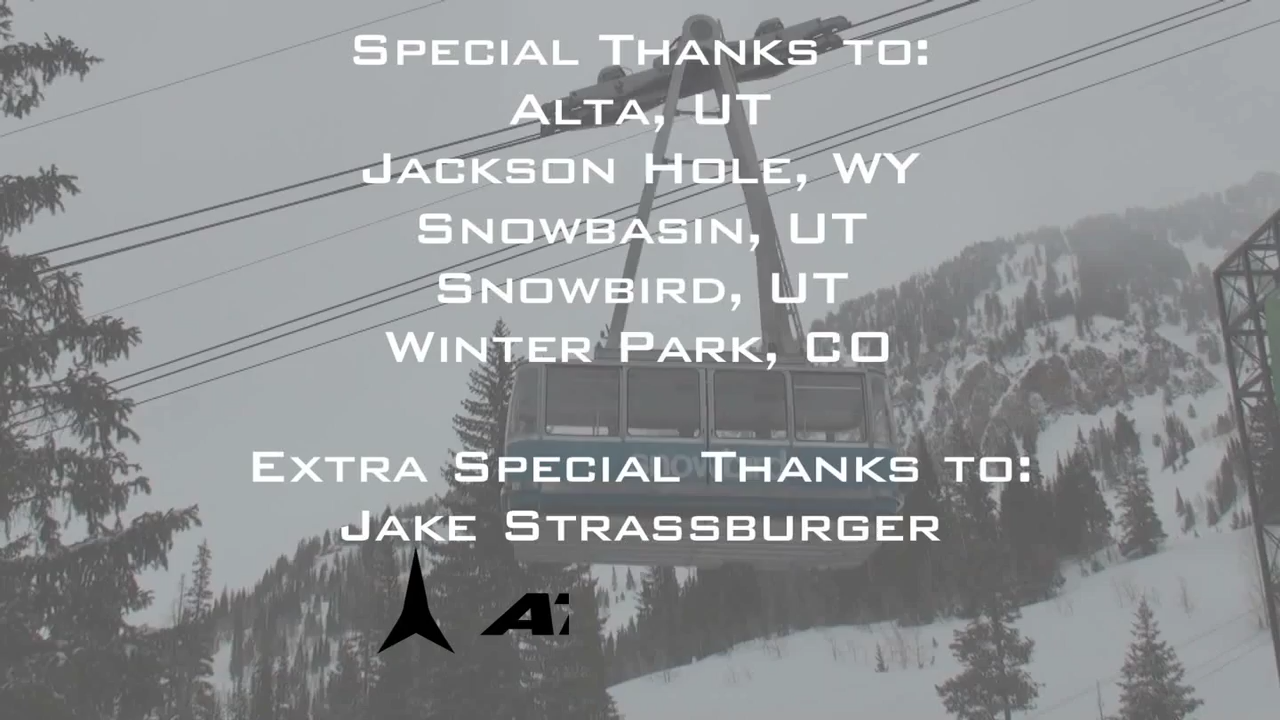 Special Thanks to:
Alta, UT
Jackson Hole, WY
Snowbasin, UT
Snowbird, UT
Winter Park, CO
snowbird
Extra Special Thanks to:
Jake Strassburger